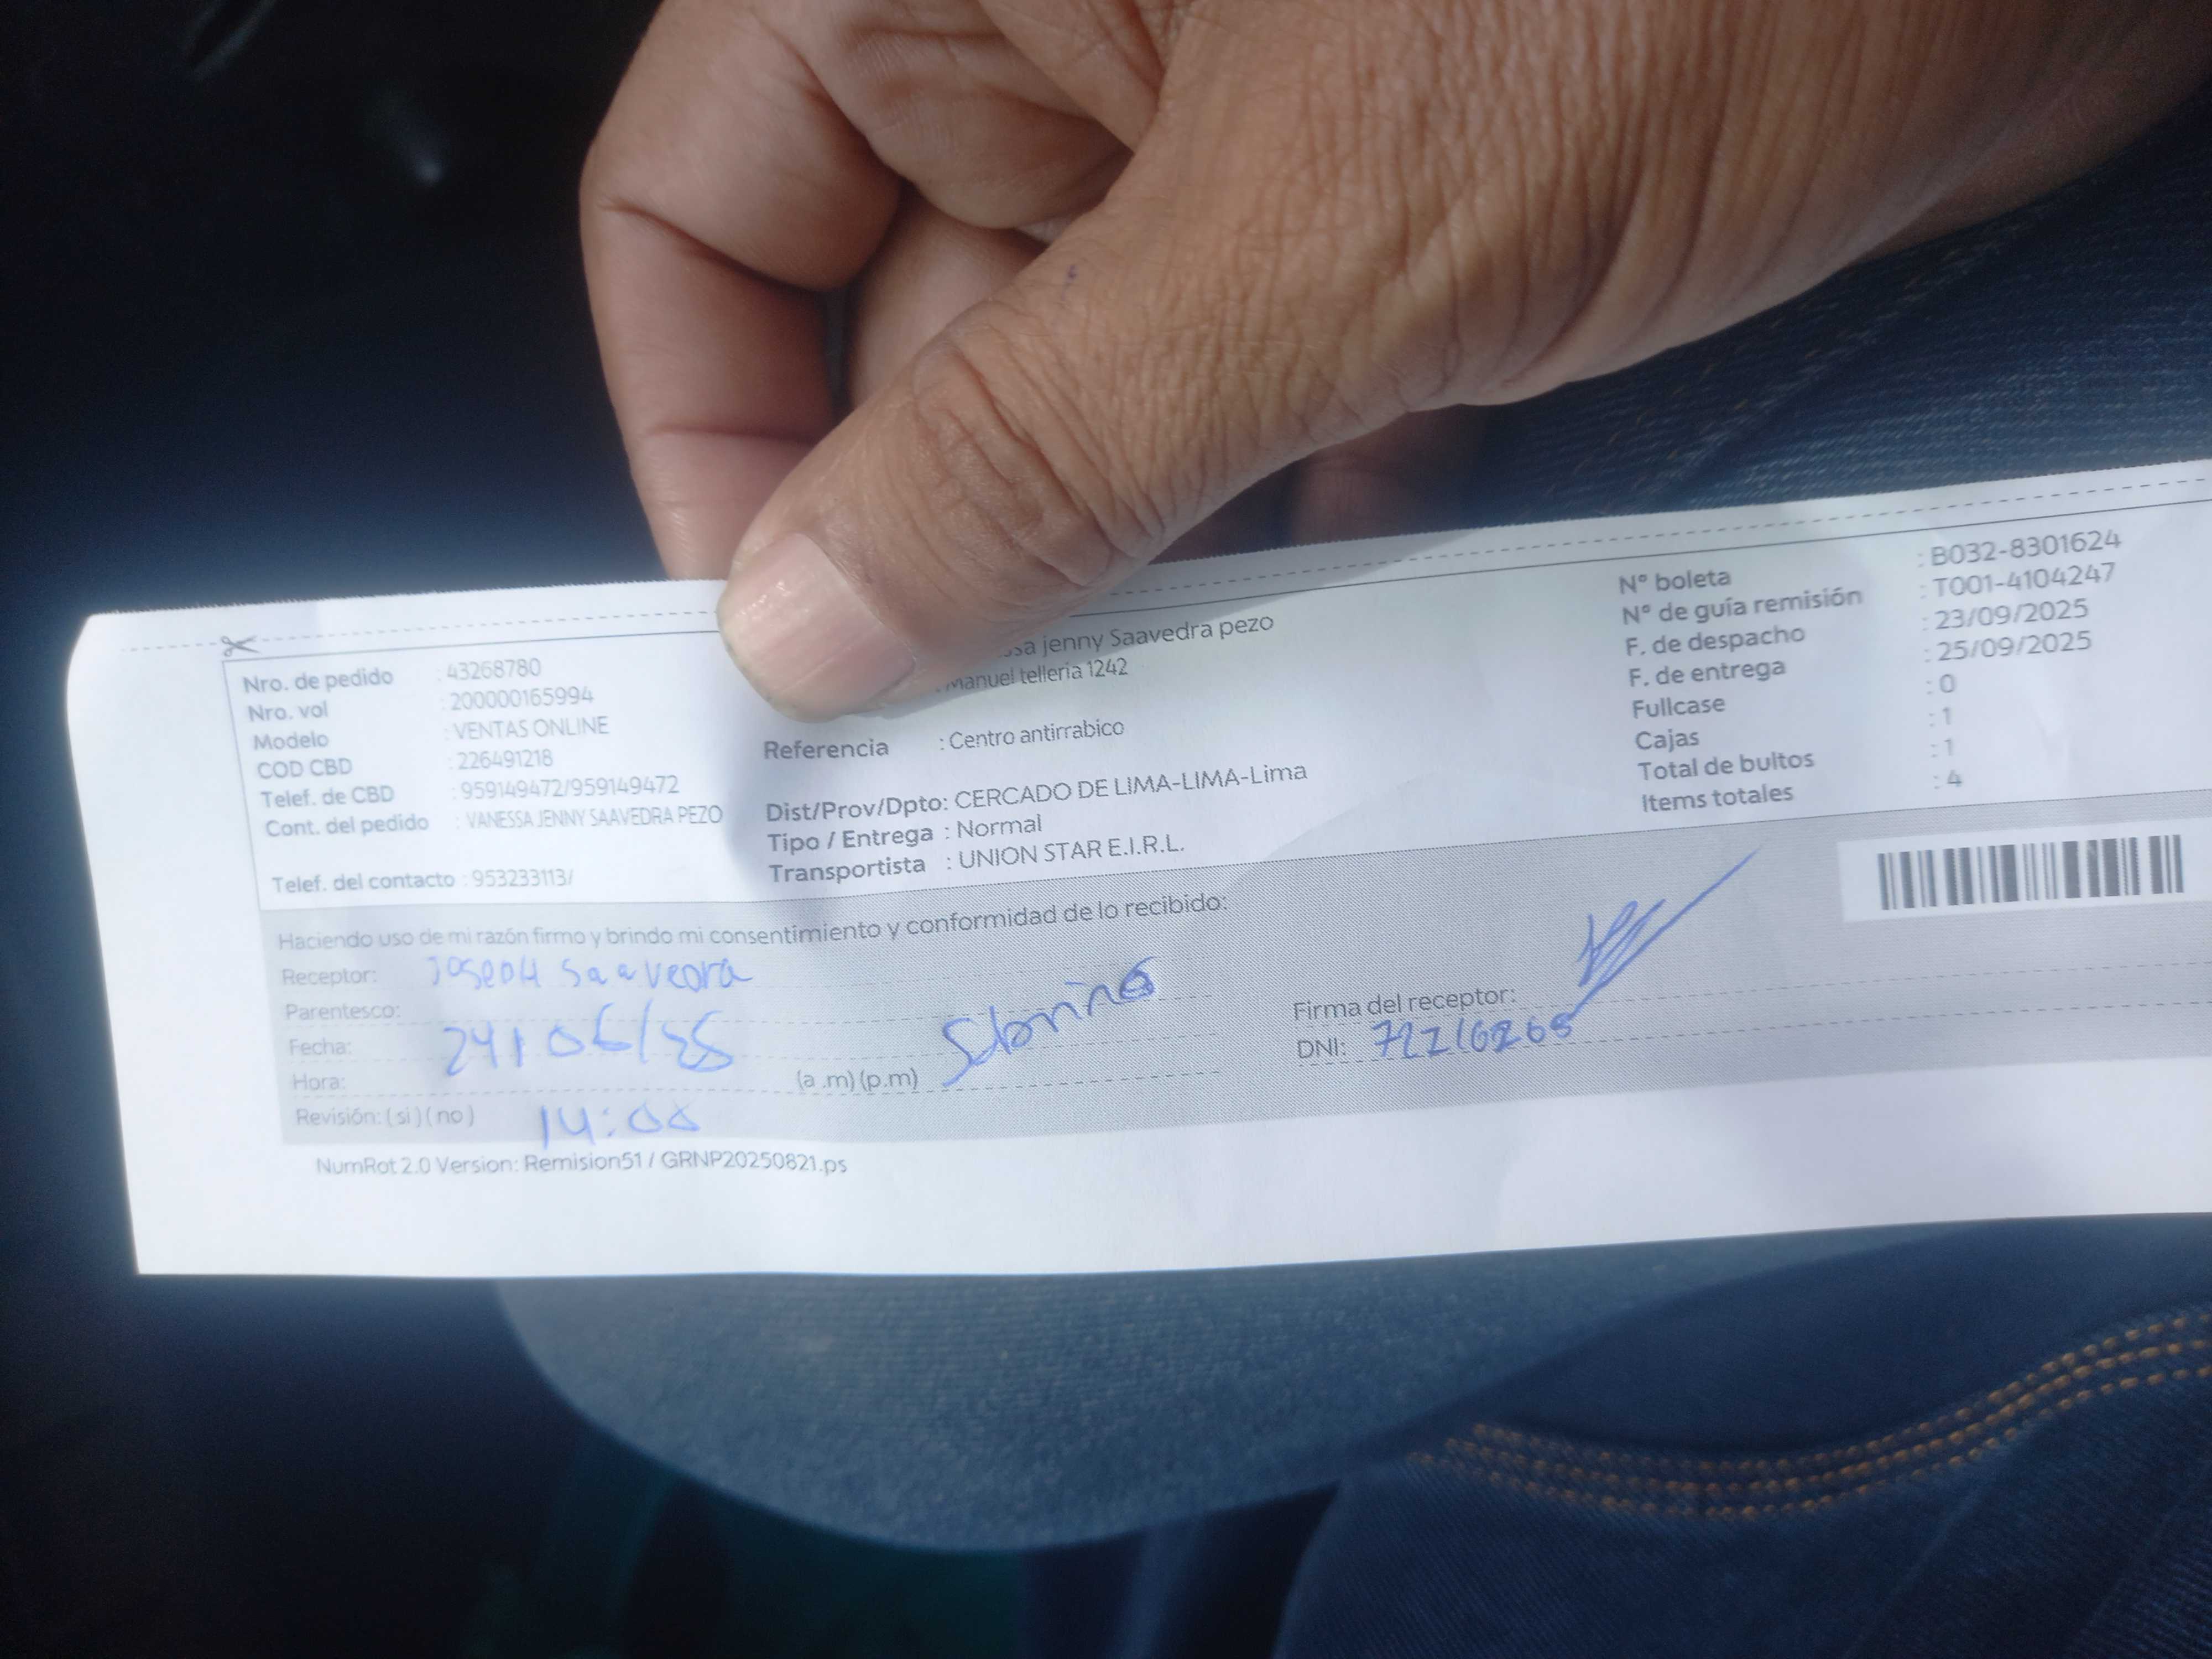 Nro. de pedido : 43268780
Nro. vol : 200000165994
Modelo : VENTAS ONLINE
COD CBD : 226491218
Telef. de CBD : 959149472/959149472
Cont. del pedido : VANESSA JENNY SAAVEDRA PEZO
Telef. del contacto : 953233113/
jenny Saavedra pezo
: Manuel telleria 1242
Referencia : Centro antirrabico
Dist/Prov/Dpto: CERCADO DE LIMA-LIMA-Lima
Tipo / Entrega : Normal
Transportista : UNION STAR E.I.R.L.
N° boleta : B032-8301624
N° de guía remisión : T001-4104247
F. de despacho : 23/09/2025
F. de entrega : 25/09/2025
Fullcase : 0
Cajas : 1
Total de bultos : 1
Items totales : 4
Haciendo uso de mi razón firmo y brindo mi consentimiento y conformidad de lo recibido:
Receptor: Joseph Saavedra
Parentesco:
Fecha:
Hora: (a .m) (p.m)
Revisión: ( si ) ( no ) 14:00
Firma del receptor:
DNI:
NumRot 2.0 Version: Remision51 / GRNP20250821.ps